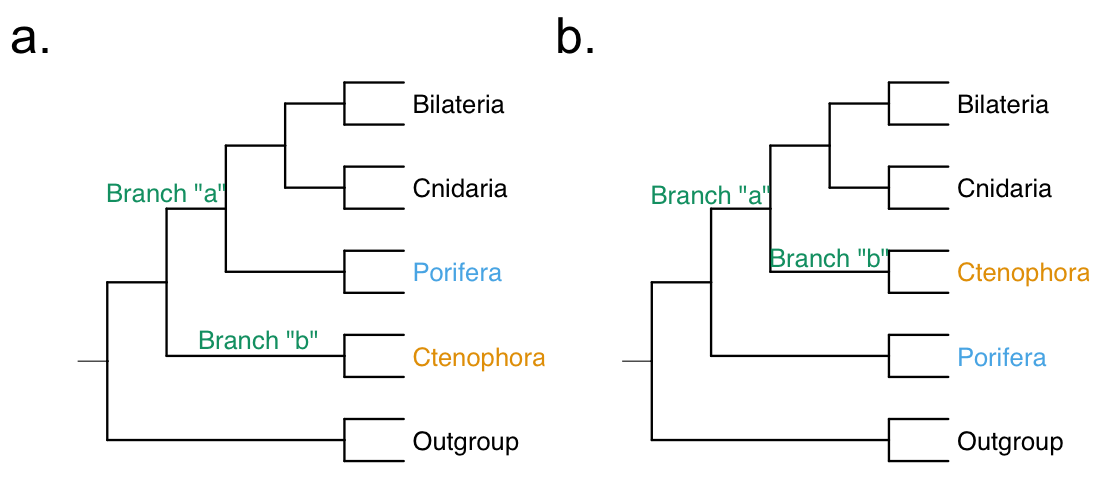 a.
Bilateria
Cnidaria
Branch "a"
Porifera
Branch "b"
Ctenophora
Outgroup
b.
Bilateria
Cnidaria
Branch "a"
Branch "b"
Ctenophora
Porifera
Outgroup